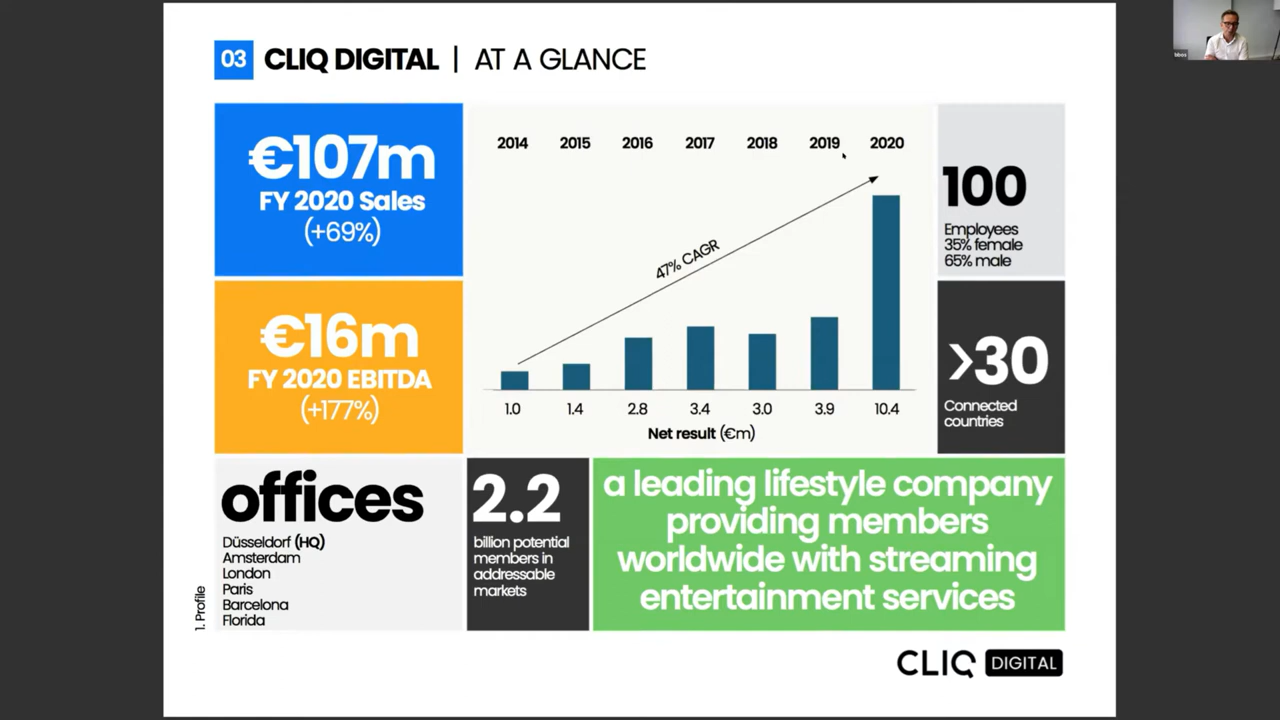 03 CLIQ DIGITAL | AT A GLANCE
€107m
FY 2020 Sales
(+69%)
€16m
FY 2020 EBITDA
(+177%)
2014 2015 2016 2017 2018 2019 2020
47% CAGR
1.0 1.4 2.8 3.4 3.0 3.9 10.4
Net result (€m)
100
Employees
35% female
65% male
>30
Connected
countries
offices
Düsseldorf (HQ)
Amsterdam
London
Paris
Barcelona
Florida
2.2
billion potential
members in
addressable
markets
a leading lifestyle company
providing members
worldwide with streaming
entertainment services
1. Profile
CLIQ DIGITAL